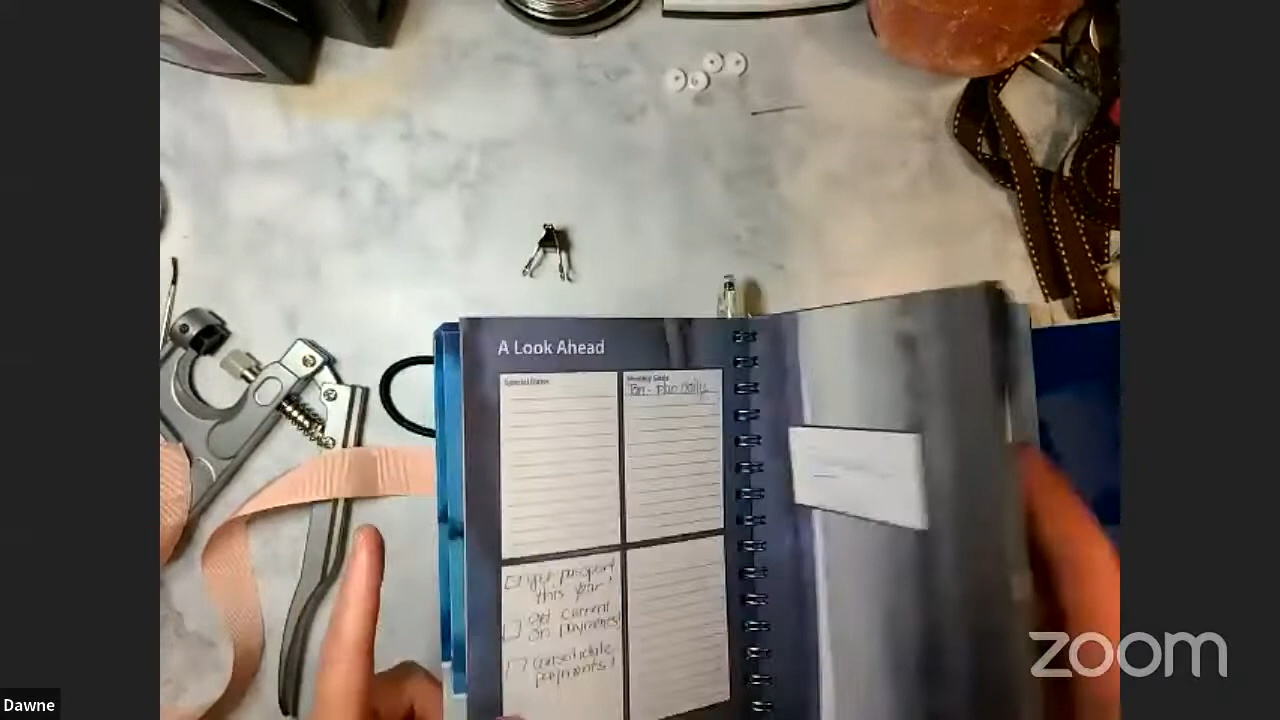 A Look Ahead
Special Dates
Monthly Goals
plan daily
get passport
this year!
get current
on payments!
consolidate
payments!
zoom
Dawne